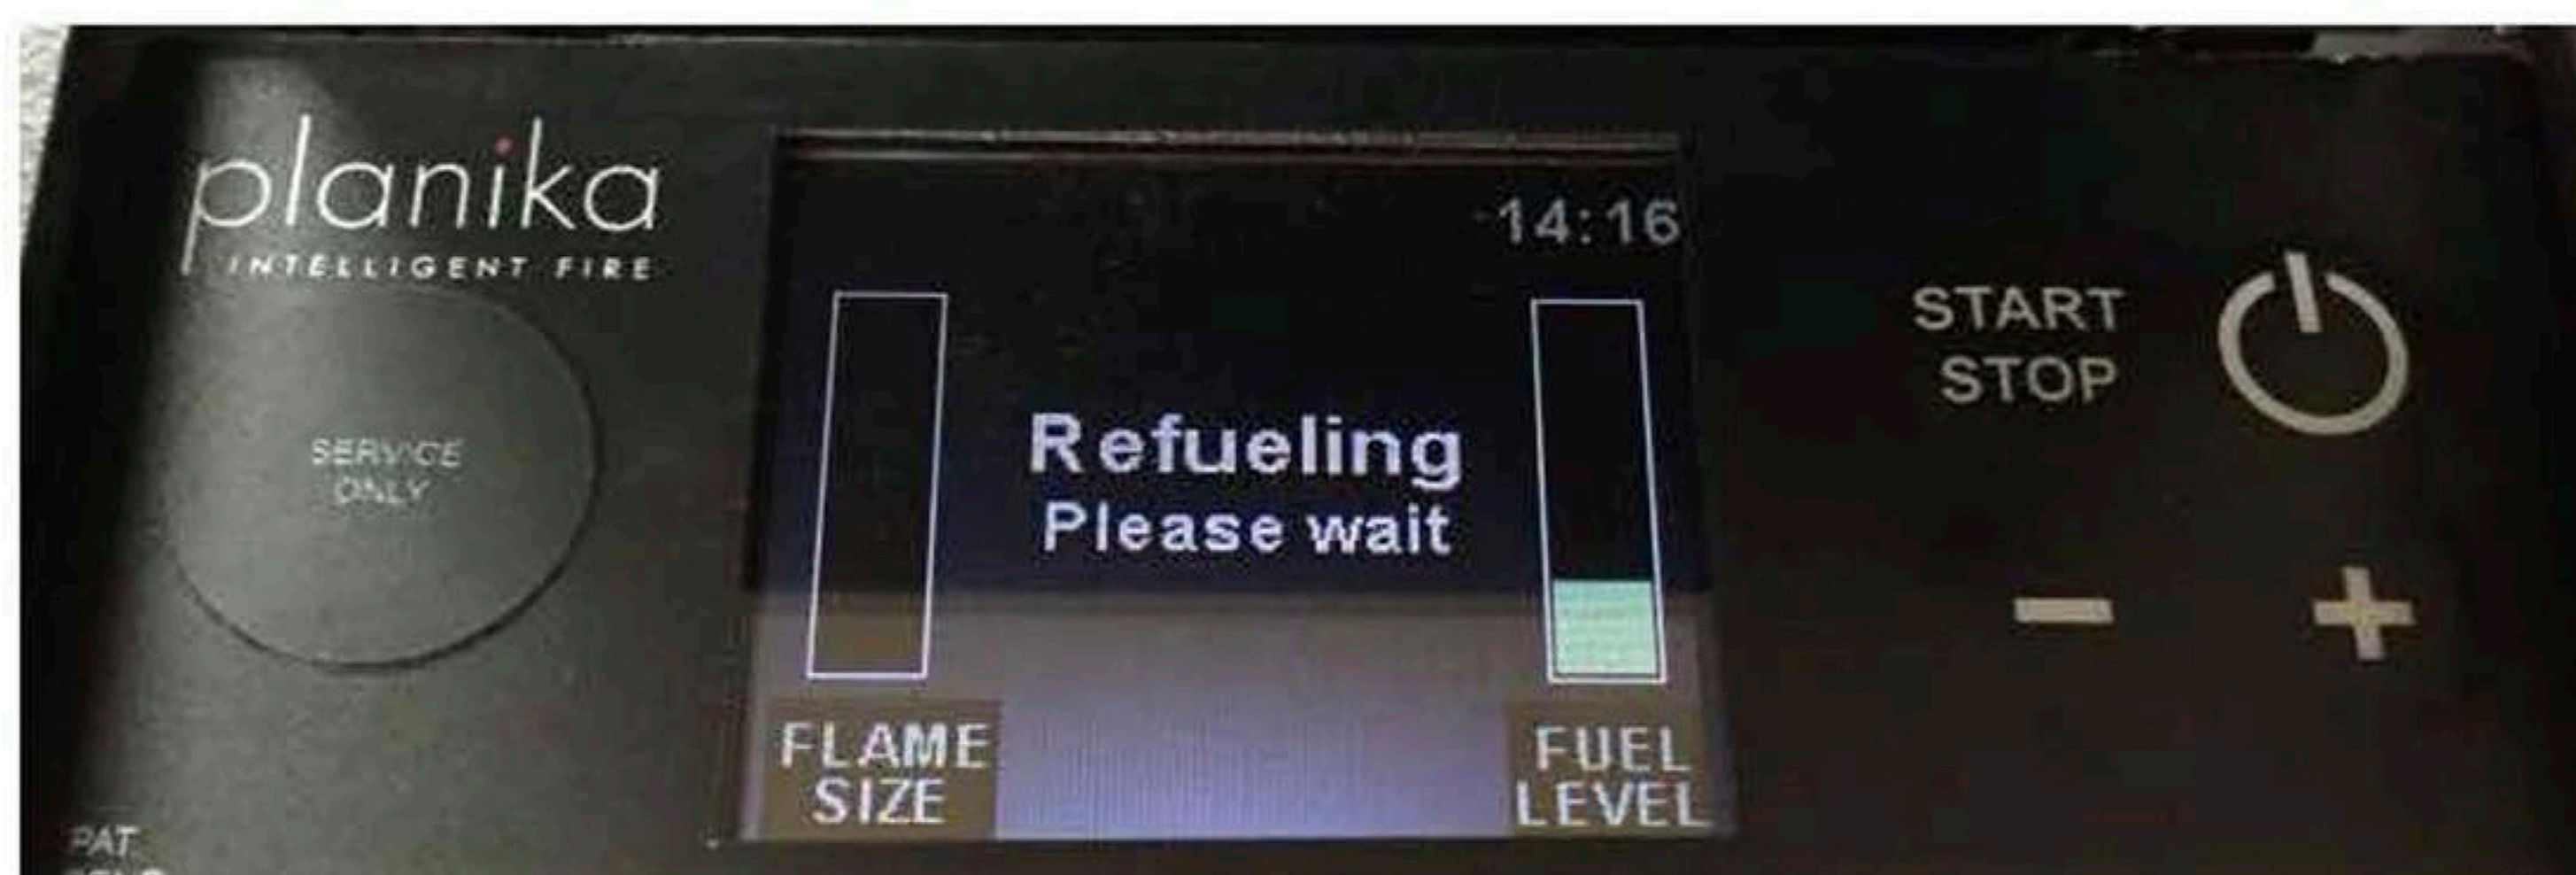 planika
INTELLIGENT FIRE
SERVICE
ONLY
14:16
Refueling
Please wait
FLAME
SIZE
FUEL
LEVEL
START
STOP
PAT